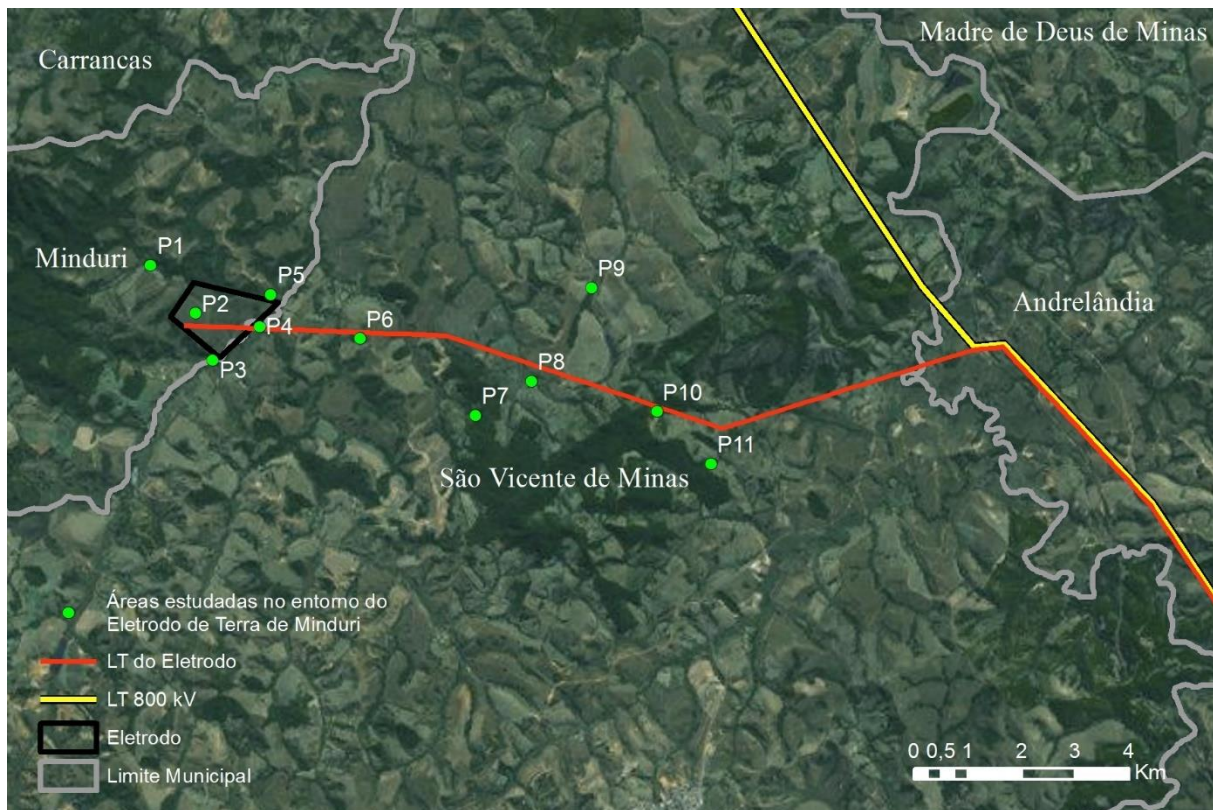 Carrancas
Madre de Deus de Minas
Minduri
P1
P2
P3
P4
P5
P6
P7
P8
P9
P10
P11
Andrelândia
São Vicente de Minas
Áreas estudadas no entorno do
Eletrodo de Terra de Minduri
LT do Eletrodo
LT 800 kV
Eletrodo
Limite Municipal
0 0,5 1 2 3 4
Km